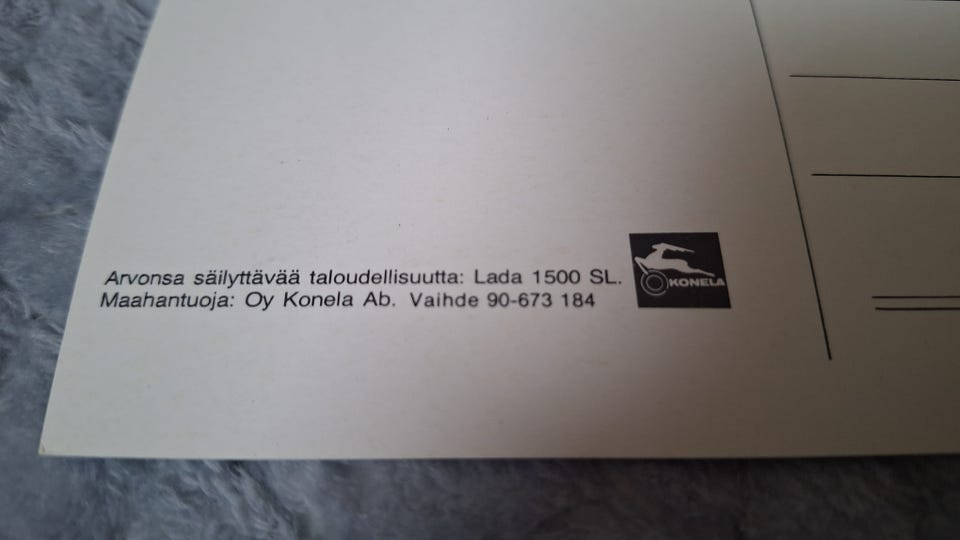 Arvonsa säilyttävää taloudellisuutta: Lada 1500 SL.
Maahantuoja: Oy Konela Ab. Vaihde 90-673 184
KONELA